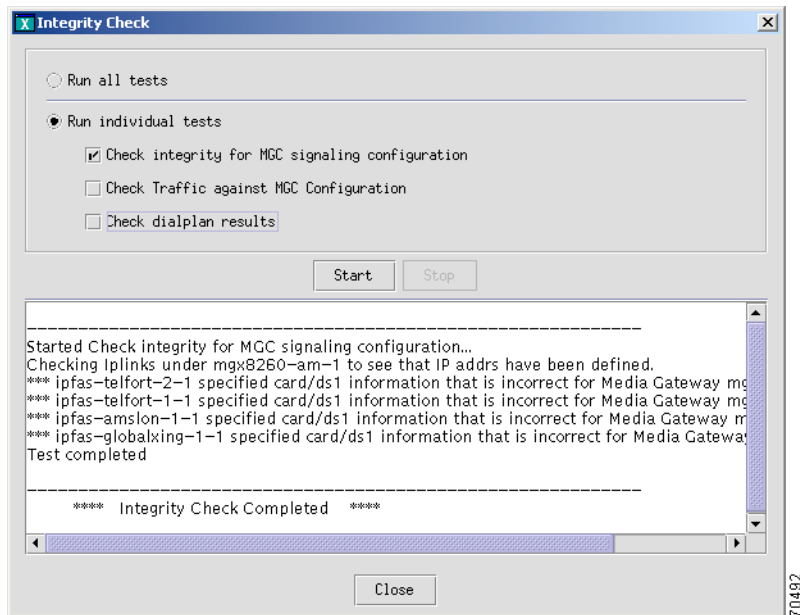 Integrity Check
Run all tests
Run individual tests
Check integrity for MGC signaling configuration
Check Traffic against MGC Configuration
Check dialplan results
Start Stop
Started Check integrity for MGC signaling configuration...
Checking Iplinks under mgx8260-am-1 to see that IP addrs have been defined.
*** ipfas-telfort-2-1 specified card/ds1 information that is incorrect for Media Gateway mg
*** ipfas-telfort-1-1 specified card/ds1 information that is incorrect for Media Gateway mg
*** ipfas-amslon-1-1 specified card/ds1 information that is incorrect for Media Gateway m
*** ipfas-globalxing-1-1 specified card/ds1 information that is incorrect for Media Gateway
Test completed
**** Integrity Check Completed ****
Close
70492